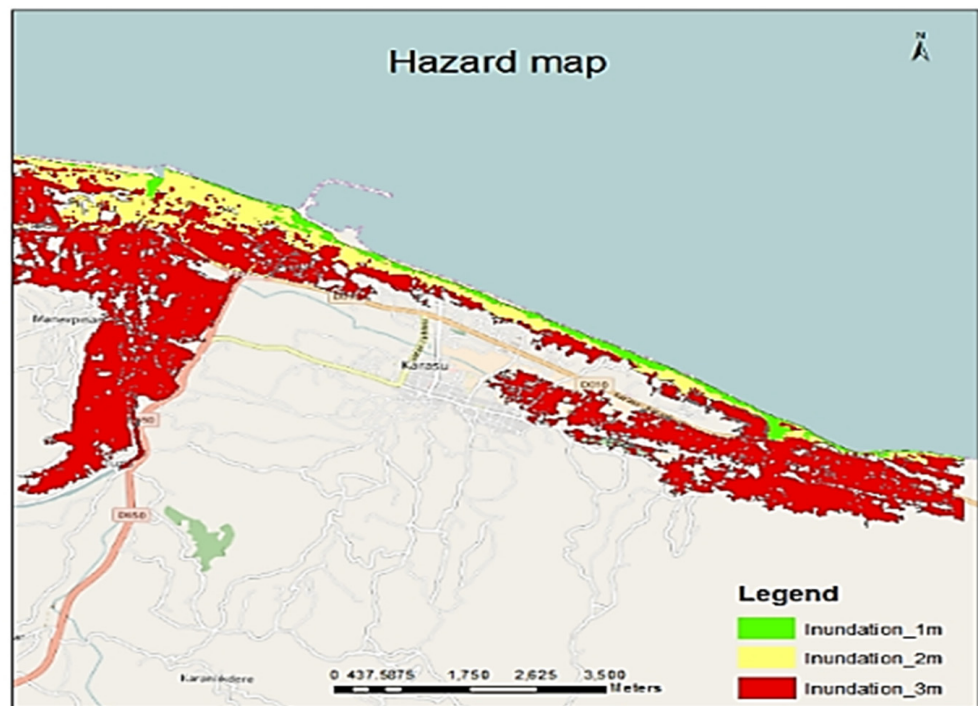 Hazard map
N
D010
Karasu
D010
D650
Legend
Inundation_1m
Inundation_2m
Inundation_3m
0 437.5875 1,750 2,625 3,500
Meters